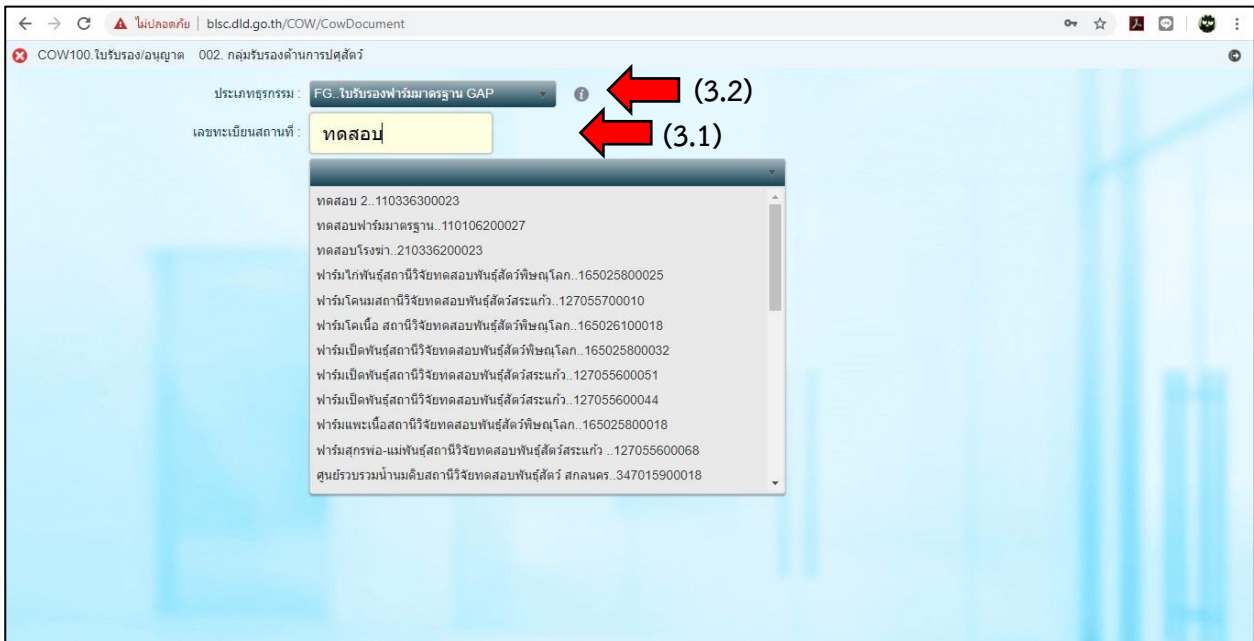 ไม่ปลอดภัย | blsc.dld.go.th/COW/CowDocument
COW100.ใบรับรอง/อนุญาต 002. กลุ่มรับรองด้านการปศุสัตว์
ประเภทธุรกรรม : FG..ใบรับรองฟาร์มมาตรฐาน GAP (3.2)
เลขทะเบียนสถานที่ : ทดสอบ (3.1)
ทดสอบ 2..110336300023
ทดสอบฟาร์มมาตรฐาน..110106200027
ทดสอบโรงฆ่า..210336200023
ฟาร์มไก่พันธุ์สถานีวิจัยทดสอบพันธุ์สัตว์พิษณุโลก..165025800025
ฟาร์มโคนมสถานีวิจัยทดสอบพันธุ์สัตว์สระแก้ว..127055700010
ฟาร์มโคเนื้อ สถานีวิจัยทดสอบพันธุ์สัตว์พิษณุโลก..165026100018
ฟาร์มเป็ดพันธุ์สถานีวิจัยทดสอบพันธุ์สัตว์พิษณุโลก..165025800032
ฟาร์มเป็ดพันธุ์สถานีวิจัยทดสอบพันธุ์สัตว์สระแก้ว..127055600051
ฟาร์มเป็ดพันธุ์สถานีวิจัยทดสอบพันธุ์สัตว์สระแก้ว..127055600044
ฟาร์มแพะเนื้อสถานีวิจัยทดสอบพันธุ์สัตว์พิษณุโลก..165025800018
ฟาร์มสุกรพ่อ-แม่พันธุ์สถานีวิจัยทดสอบพันธุ์สัตว์สระแก้ว ..127055600068
ศูนย์รวบรวมน้ำนมดิบสถานีวิจัยทดสอบพันธุ์สัตว์ สกลนคร..347015900018